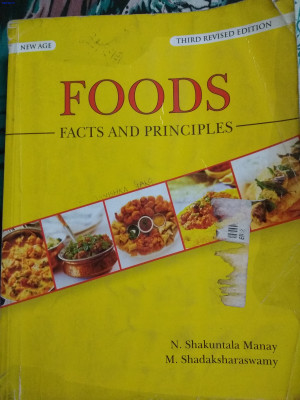 NEW AGE
THIRD REVISED EDITION
FOODS
FACTS AND PRINCIPLES
N. Shakuntala Manay
M. Shadaksharaswamy